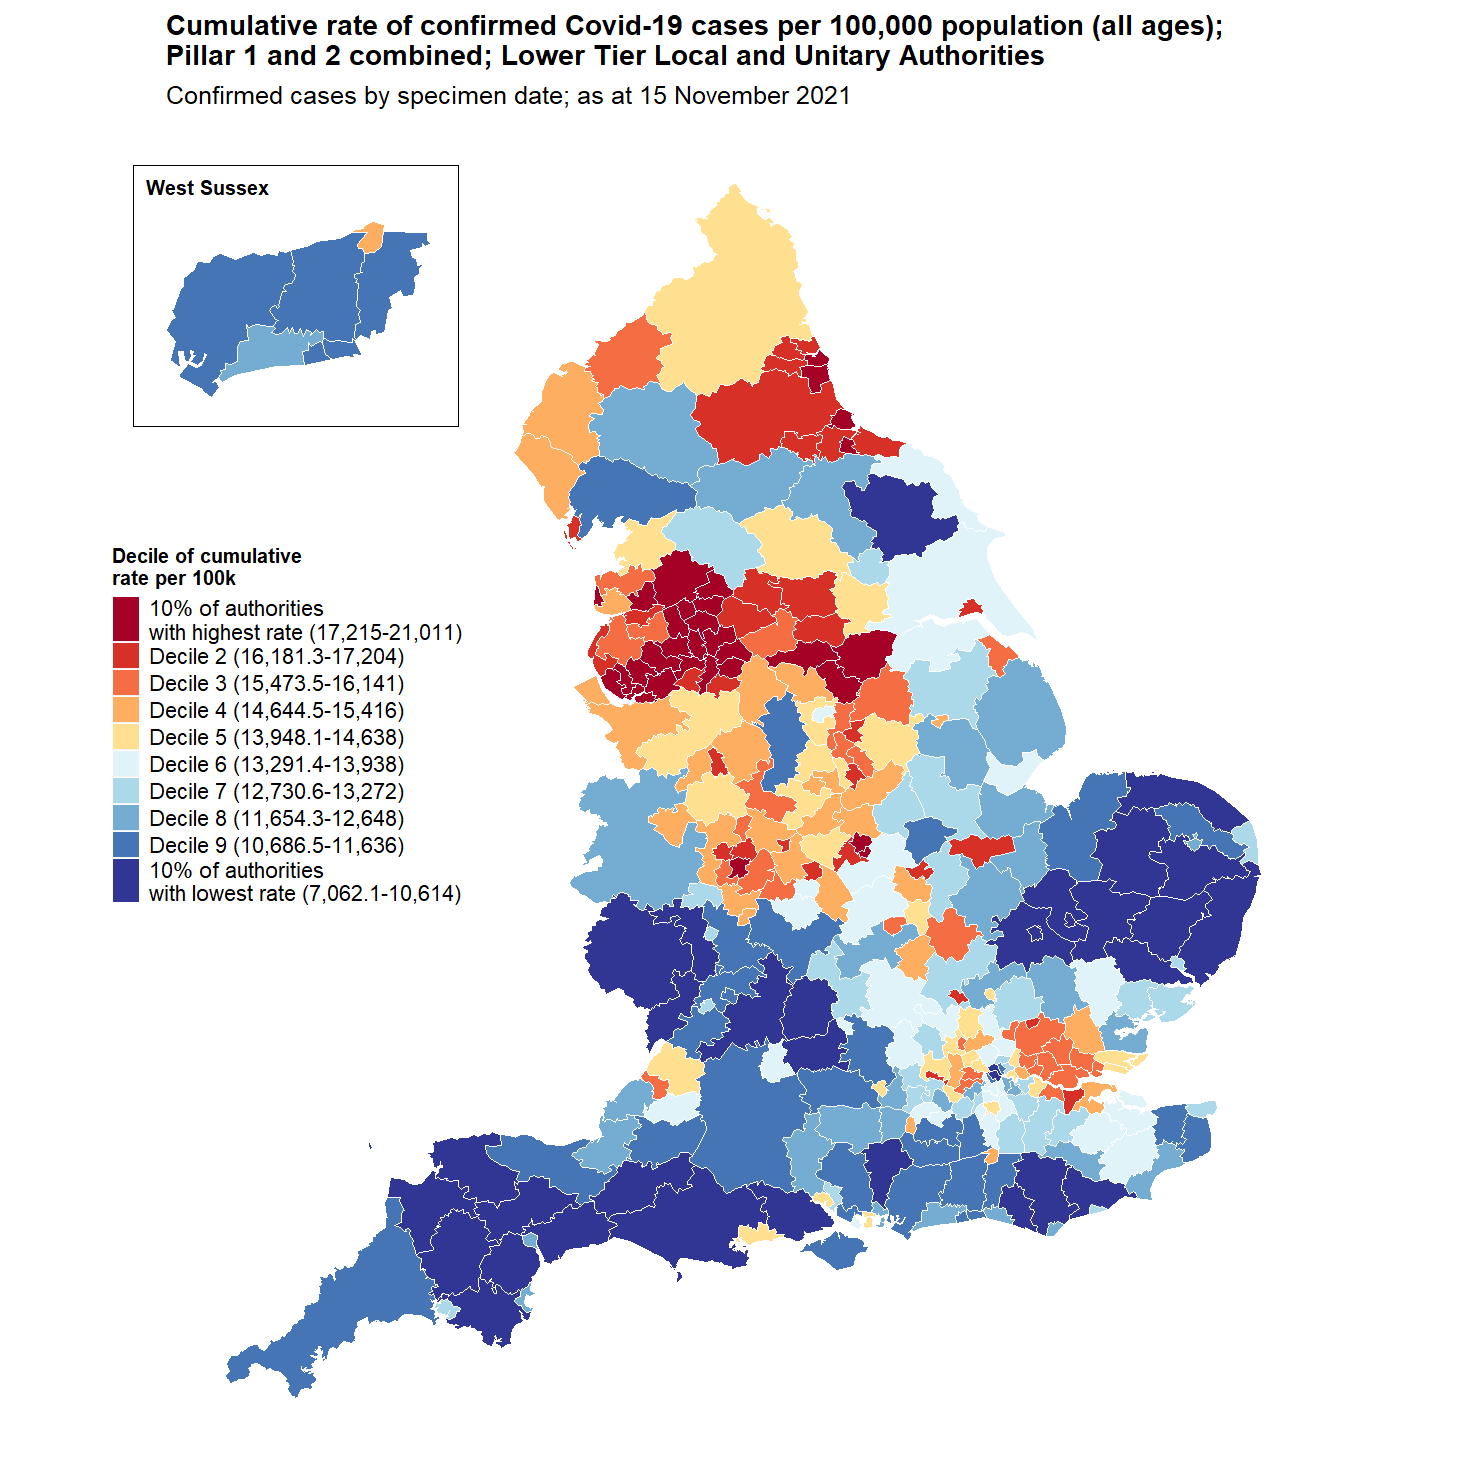 Cumulative rate of confirmed Covid-19 cases per 100,000 population (all ages);
Pillar 1 and 2 combined; Lower Tier Local and Unitary Authorities
Confirmed cases by specimen date; as at 15 November 2021
West Sussex
Decile of cumulative
rate per 100k
10% of authorities
with highest rate (17,215-21,011)
Decile 2 (16,181.3-17,204)
Decile 3 (15,473.5-16,141)
Decile 4 (14,644.5-15,416)
Decile 5 (13,948.1-14,638)
Decile 6 (13,291.4-13,938)
Decile 7 (12,730.6-13,272)
Decile 8 (11,654.3-12,648)
Decile 9 (10,686.5-11,636)
10% of authorities
with lowest rate (7,062.1-10,614)